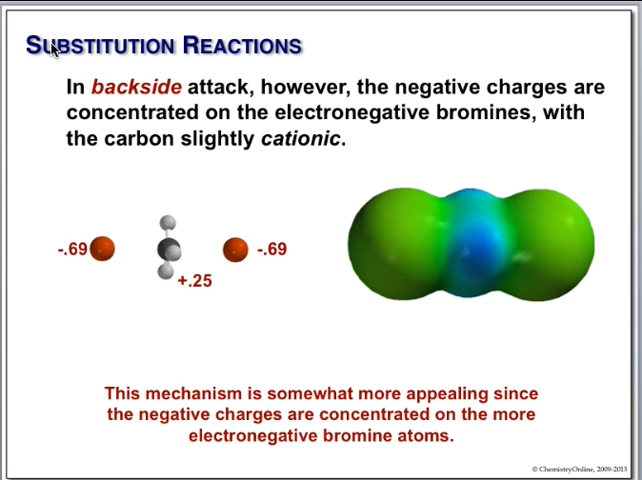 SUBSTITUTION REACTIONS
In backside attack, however, the negative charges are
concentrated on the electronegative bromines, with
the carbon slightly cationic.
-.69
-.69
+.25
This mechanism is somewhat more appealing since
the negative charges are concentrated on the more
electronegative bromine atoms.
© ChemistryOnline, 2009-2015